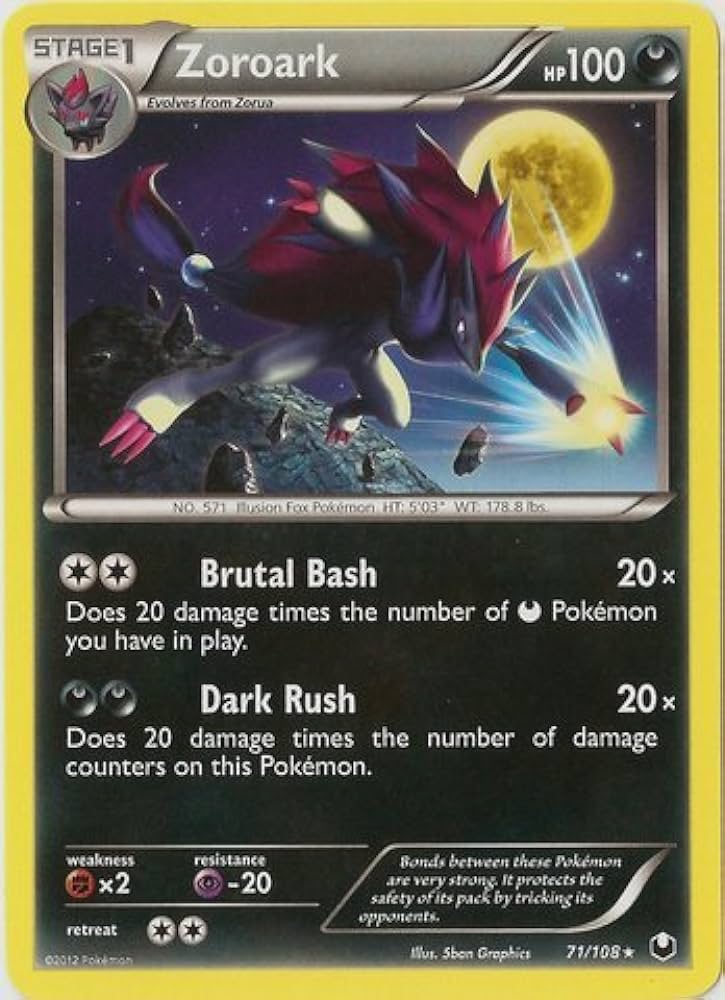 STAGE 1
Zoroark
HP 100
Evolves from Zorua
NO. 571 Illusion Fox Pokémon HT: 5'03" WT: 178.8 lbs.
Brutal Bash 20×
Does 20 damage times the number of Pokémon
you have in play.
Dark Rush 20×
Does 20 damage times the number of damage
counters on this Pokémon.
weakness resistance
×2 -20
retreat
Bonds between these Pokémon
are very strong. It protects the
safety of its pack by tricking its
opponents.
©2012 Pokémon
Illus. 5ban Graphics 71/108★